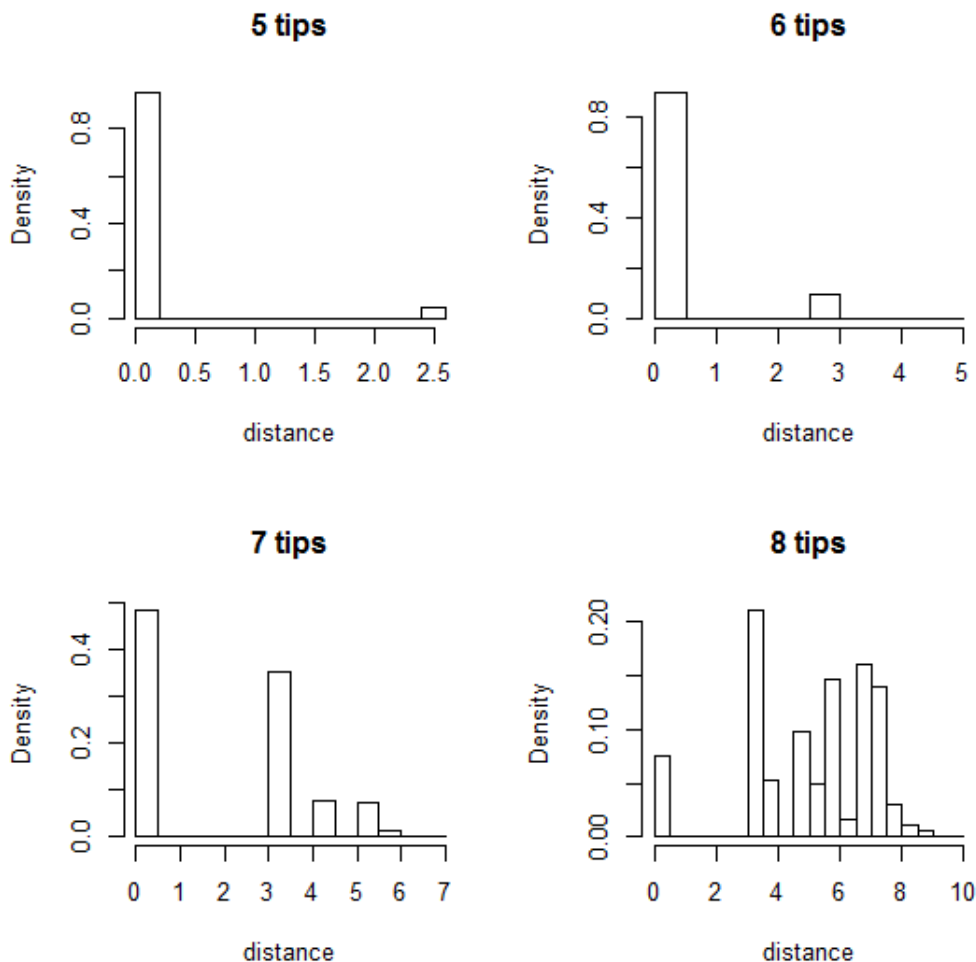 5 tips
Density
0.0 0.4 0.8
0.0 0.5 1.0 1.5 2.0 2.5
distance
6 tips
Density
0.0 0.4 0.8
0 1 2 3 4 5
distance
7 tips
Density
0.0 0.2 0.4
0 1 2 3 4 5 6 7
distance
8 tips
Density
0.00 0.10 0.20
0 2 4 6 8 10
distance